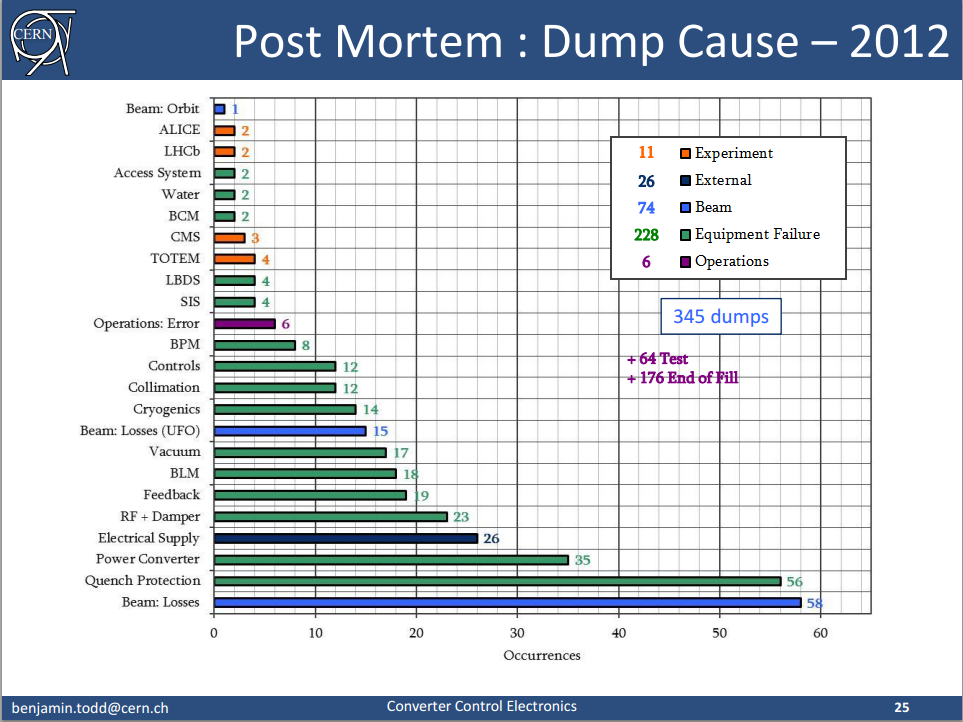 CERN
Post Mortem : Dump Cause – 2012
Beam: Orbit 1
ALICE 2
LHCb 2
Access System 2
Water 2
BCM 2
CMS 3
TOTEM 4
LBDS 4
SIS 4
Operations: Error 6
BPM 8
Controls 12
Collimation 12
Cryogenics 14
Beam: Losses (UFO) 15
Vacuum 17
BLM 18
Feedback 19
RF + Damper 23
Electrical Supply 26
Power Converter 35
Quench Protection 56
Beam: Losses 58
0 10 20 30 40 50 60
Occurrences
11 Experiment
26 External
74 Beam
228 Equipment Failure
6 Operations
345 dumps
+ 64 Test
+ 176 End of Fill
benjamin.todd@cern.ch Converter Control Electronics 25